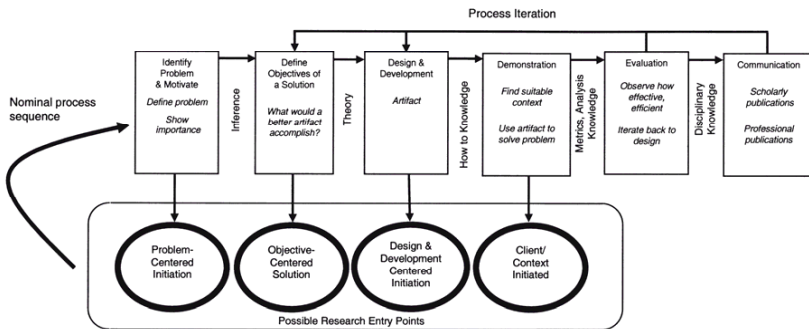 Process Iteration
Nominal process
sequence
Identify
Problem
& Motivate
Define problem
Show
importance
Inference
Define
Objectives of
a Solution
What would a
better artifact
accomplish?
Theory
Design &
Development
Artifact
How to Knowledge
Demonstration
Find suitable
context
Use artifact to
solve problem
Metrics, Analysis
Knowledge
Evaluation
Observe how
effective,
efficient
Iterate back to
design
Disciplinary
Knowledge
Communication
Scholarly
publications
Professional
publications
Problem-
Centered
Initiation
Objective-
Centered
Solution
Design &
Development
Centered
Initiation
Client/
Context
Initiated
Possible Research Entry Points